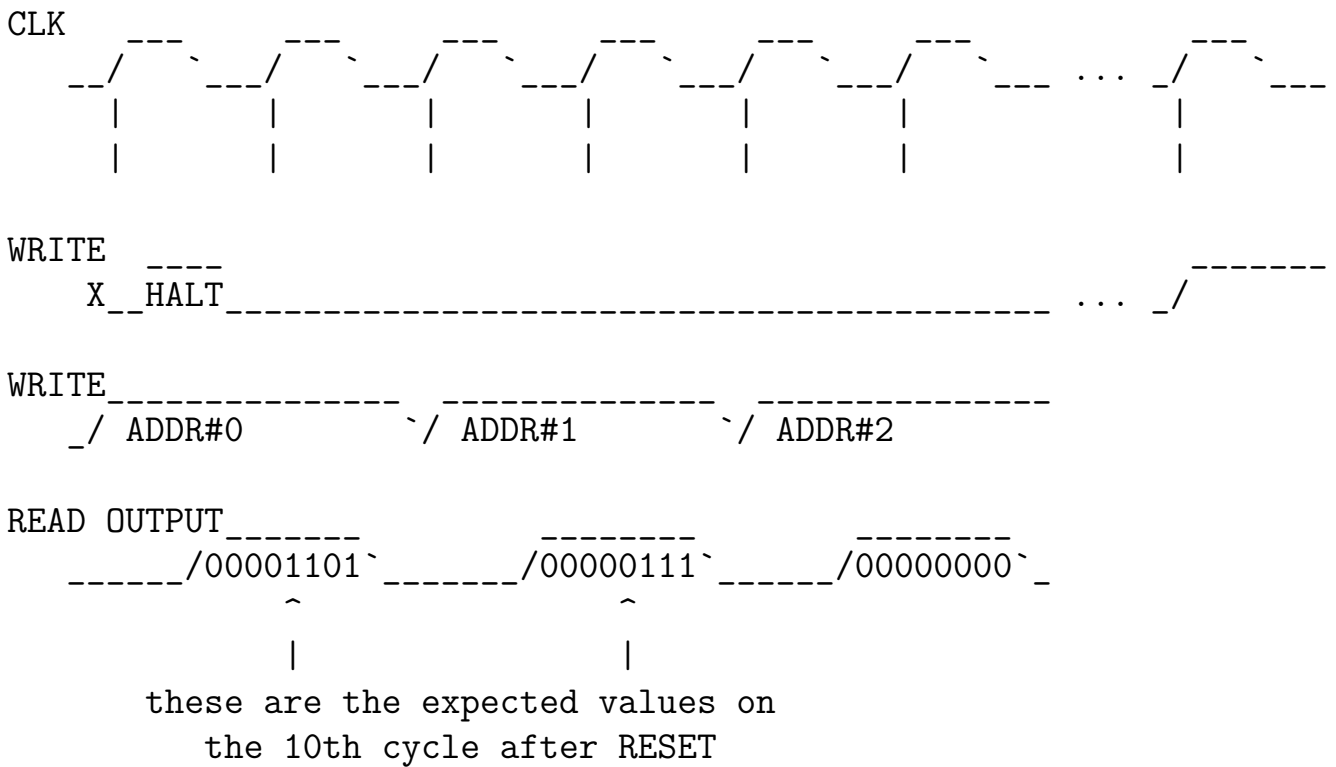 CLK
...
WRITE
X HALT ...
WRITE
ADDR#0 ADDR#1 ADDR#2
READ OUTPUT
00001101 00000111 00000000
these are the expected values on
the 10th cycle after RESET